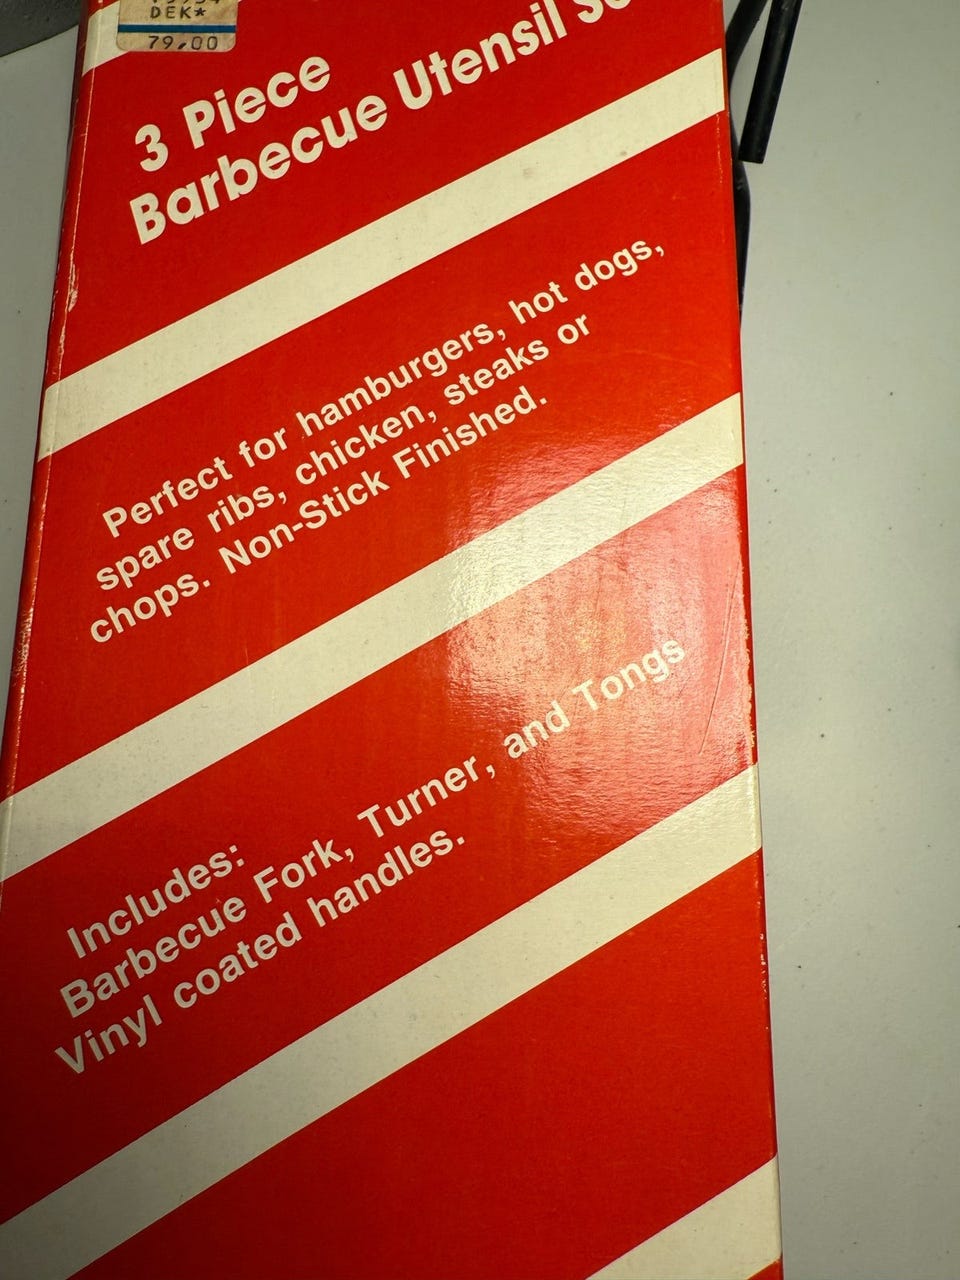 DEK*
79.00
3 Piece
Barbecue Utensil
Perfect for hamburgers, hot dogs,
spare ribs, chicken, steaks or
chops. Non-Stick Finished.
Includes:
Barbecue Fork, Turner, and Tongs
Vinyl coated handles.